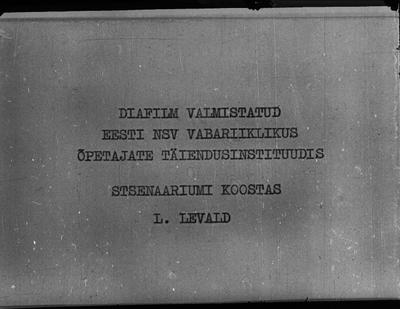 DIAFILM VALMISTATUD
EESTI NSV VABARIIKLIKUS
ÕPETAJATE TÄIENDUSINSTITUUDIS
STSENAARIUMI KOOSTAS
L. LEVALD